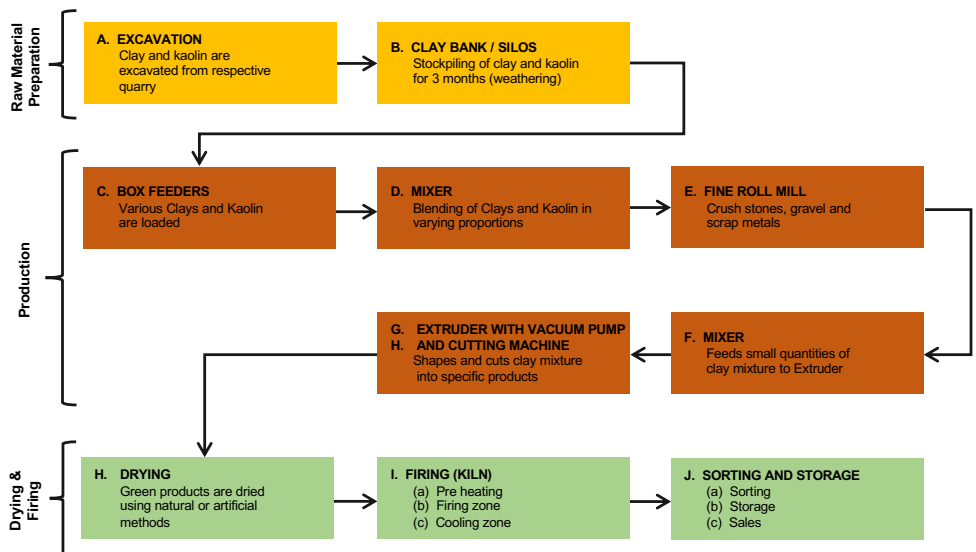 Raw Material
Preparation
A. EXCAVATION
Clay and kaolin are
excavated from respective
quarry
B. CLAY BANK / SILOS
Stockpiling of clay and kaolin
for 3 months (weathering)
Production
C. BOX FEEDERS
Various Clays and Kaolin
are loaded
D. MIXER
Blending of Clays and Kaolin in
varying proportions
E. FINE ROLL MILL
Crush stones, gravel and
scrap metals
F. MIXER
Feeds small quantities of
clay mixture to Extruder
G. EXTRUDER WITH VACUUM PUMP
H. AND CUTTING MACHINE
Shapes and cuts clay mixture
into specific products
Drying &
Firing
H. DRYING
Green products are dried
using natural or artificial
methods
I. FIRING (KILN)
(a) Pre heating
(b) Firing zone
(c) Cooling zone
J. SORTING AND STORAGE
(a) Sorting
(b) Storage
(c) Sales